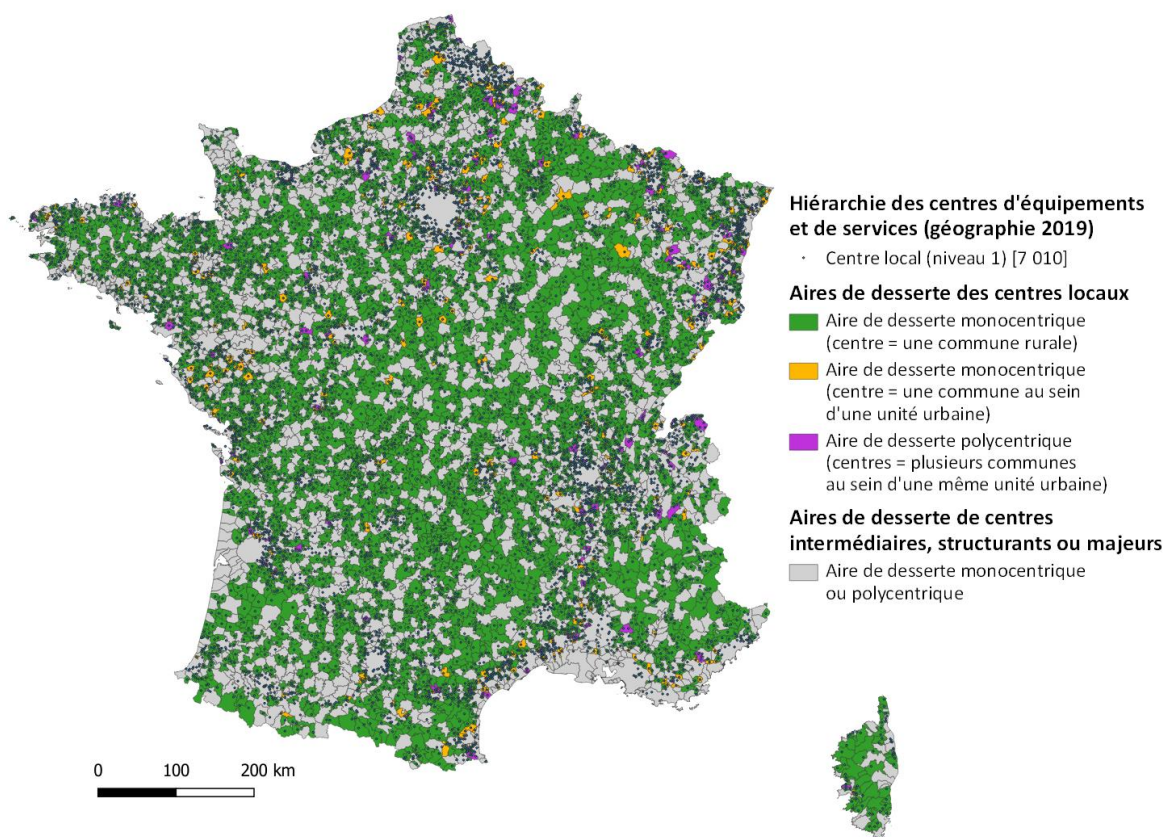 Hiérarchie des centres d'équipements
et de services (géographie 2019)
Centre local (niveau 1) [7 010]
Aires de desserte des centres locaux
Aire de desserte monocentrique
(centre = une commune rurale)
Aire de desserte monocentrique
(centre = une commune au sein
d'une unité urbaine)
Aire de desserte polycentrique
(centres = plusieurs communes
au sein d'une même unité urbaine)
Aires de desserte de centres
intermédiaires, structurants ou majeurs
Aire de desserte monocentrique
ou polycentrique
0 100 200 km